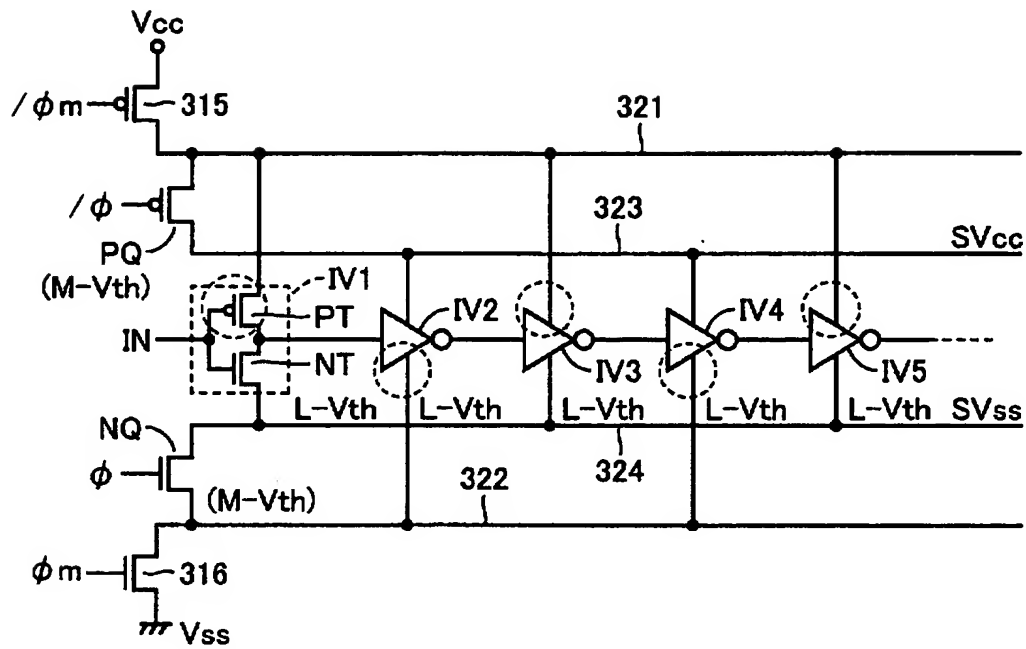 Vcc
/φm
315
321
/φ
PQ
(M-Vth)
323
SVcc
IV1
PT
IN
NT
IV2
IV3
IV4
IV5
L-Vth L-Vth L-Vth L-Vth L-Vth
SVss
NQ
φ
(M-Vth)
324
322
φm
316
Vss